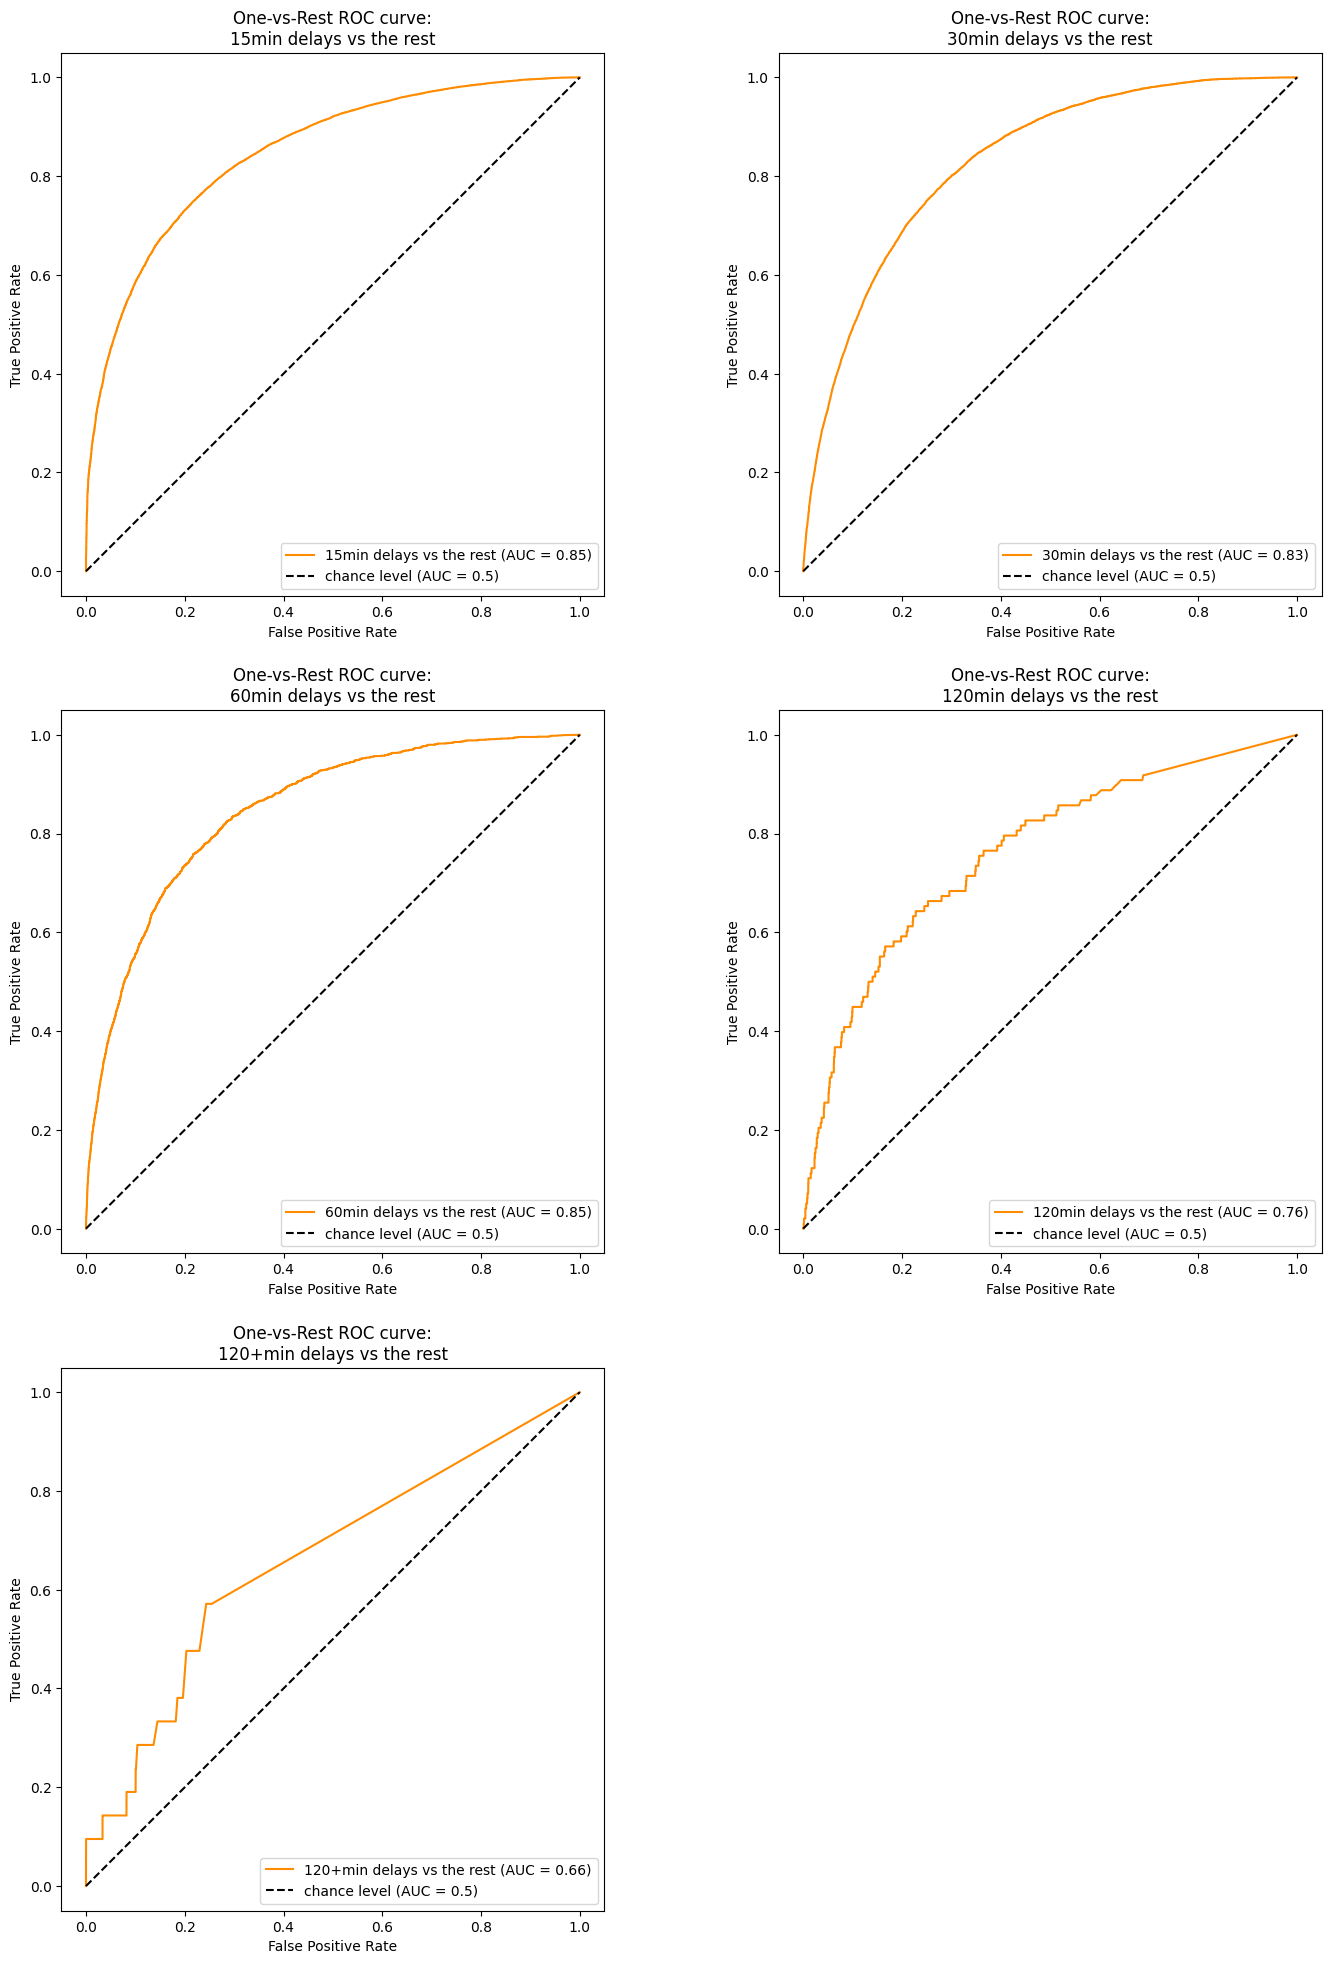 One-vs-Rest ROC curve:
15min delays vs the rest
1.0
0.8
0.6
0.4
0.2
0.0
True Positive Rate
15min delays vs the rest (AUC = 0.85)
chance level (AUC = 0.5)
0.0 0.2 0.4 0.6 0.8 1.0
False Positive Rate
One-vs-Rest ROC curve:
30min delays vs the rest
1.0
0.8
0.6
0.4
0.2
0.0
True Positive Rate
30min delays vs the rest (AUC = 0.83)
chance level (AUC = 0.5)
0.0 0.2 0.4 0.6 0.8 1.0
False Positive Rate
One-vs-Rest ROC curve:
60min delays vs the rest
1.0
0.8
0.6
0.4
0.2
0.0
True Positive Rate
60min delays vs the rest (AUC = 0.85)
chance level (AUC = 0.5)
0.0 0.2 0.4 0.6 0.8 1.0
False Positive Rate
One-vs-Rest ROC curve:
120min delays vs the rest
1.0
0.8
0.6
0.4
0.2
0.0
True Positive Rate
120min delays vs the rest (AUC = 0.76)
chance level (AUC = 0.5)
0.0 0.2 0.4 0.6 0.8 1.0
False Positive Rate
One-vs-Rest ROC curve:
120+min delays vs the rest
1.0
0.8
0.6
0.4
0.2
0.0
True Positive Rate
120+min delays vs the rest (AUC = 0.66)
chance level (AUC = 0.5)
0.0 0.2 0.4 0.6 0.8 1.0
False Positive Rate